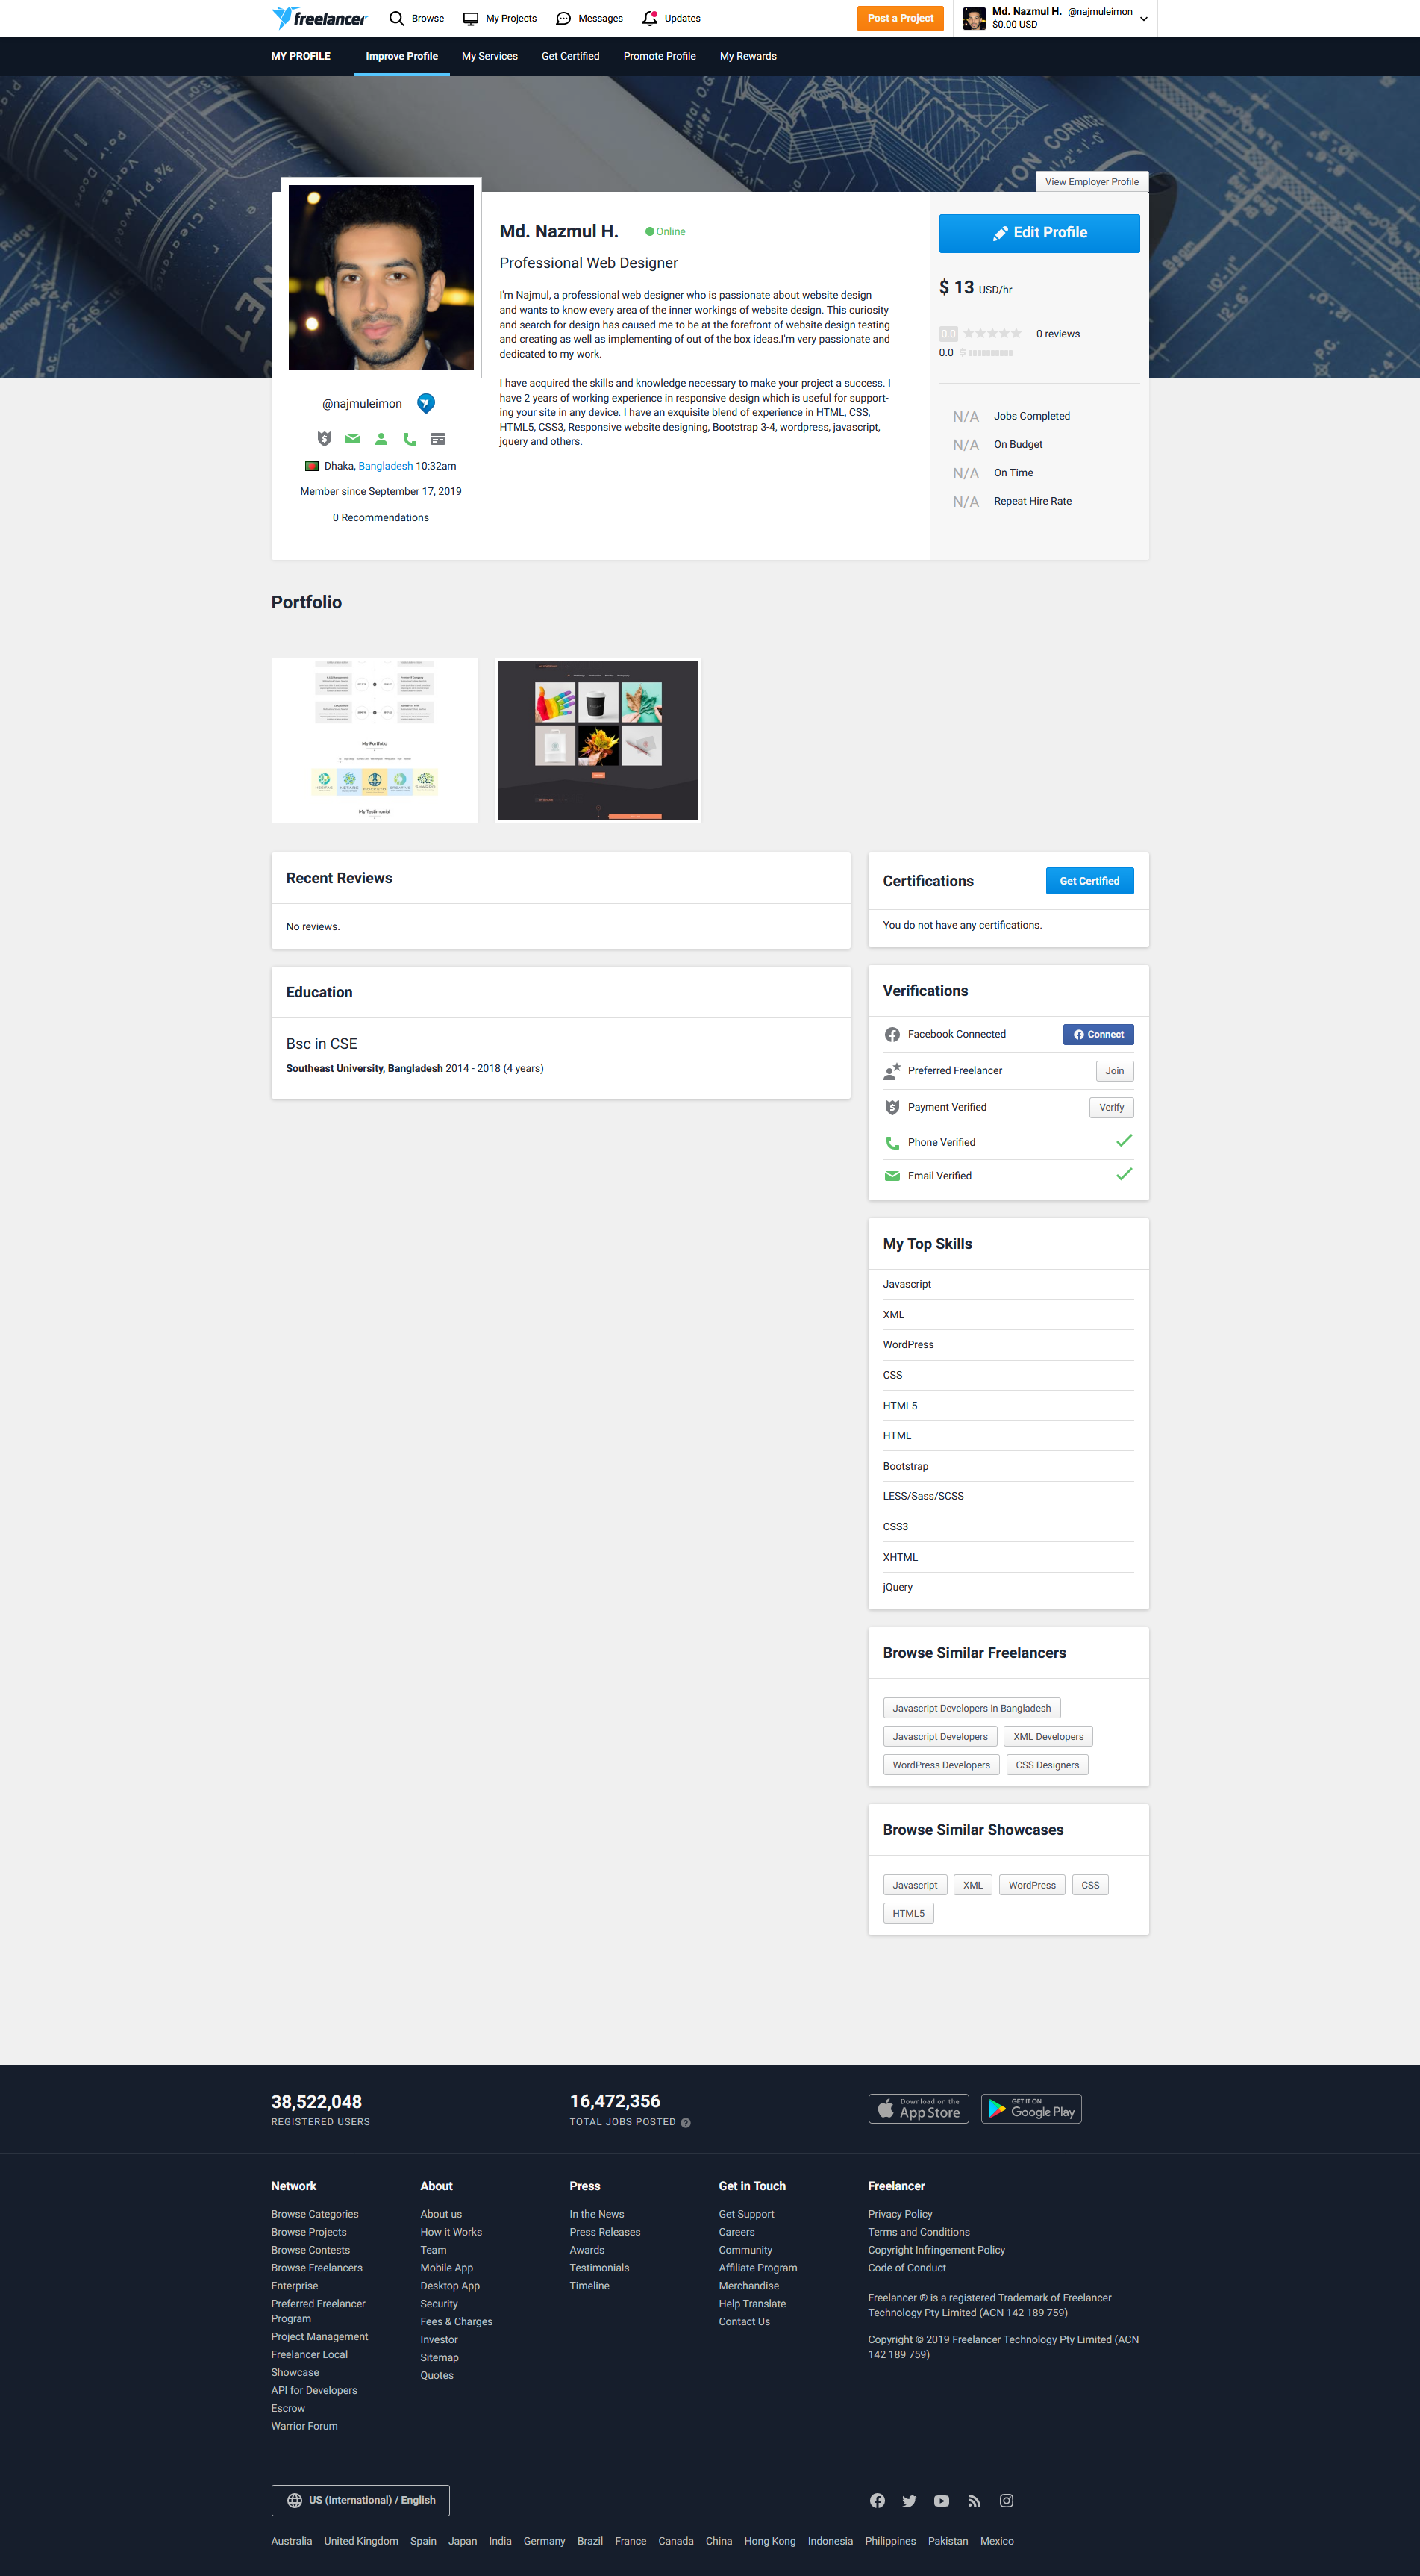 freelancer
Browse
My Projects
Messages
Updates
Post a Project
Md. Nazmul H. @najmuleimon
$0.00 USD
MY PROFILE
Improve Profile
My Services
Get Certified
Promote Profile
My Rewards
View Employer Profile
Md. Nazmul H.
Online
Professional Web Designer
I'm Najmul, a professional web designer who is passionate about website design
and wants to know every area of the inner workings of website design. This curiosity
and search for design has caused me to be at the forefront of website design testing
and creating as well as implementing of out of the box ideas.I'm very passionate and
dedicated to my work.
I have acquired the skills and knowledge necessary to make your project a success. I
have 2 years of working experience in responsive design which is useful for support-
ing your site in any device. I have an exquisite blend of experience in HTML, CSS,
HTML5, CSS3, Responsive website designing, Bootstrap 3-4, wordpress, javascript,
jquery and others.
@najmuleimon
Dhaka, Bangladesh 10:32am
Member since September 17, 2019
0 Recommendations
Edit Profile
$ 13 USD/hr
0.0
0 reviews
0.0 $
N/A Jobs Completed
N/A On Budget
N/A On Time
N/A Repeat Hire Rate
Portfolio
My Portfolio
My Testimonial
Recent Reviews
No reviews.
Education
Bsc in CSE
Southeast University, Bangladesh 2014 - 2018 (4 years)
Certifications
Get Certified
You do not have any certifications.
Verifications
Facebook Connected
Connect
Preferred Freelancer
Join
Payment Verified
Verify
Phone Verified
Email Verified
My Top Skills
Javascript
XML
WordPress
CSS
HTML5
HTML
Bootstrap
LESS/Sass/SCSS
CSS3
XHTML
jQuery
Browse Similar Freelancers
Javascript Developers in Bangladesh
Javascript Developers
XML Developers
WordPress Developers
CSS Designers
Browse Similar Showcases
Javascript
XML
WordPress
CSS
HTML5
38,522,048
REGISTERED USERS
16,472,356
TOTAL JOBS POSTED ?
Download on the
App Store
GET IT ON
Google Play
Network
Browse Categories
Browse Projects
Browse Contests
Browse Freelancers
Enterprise
Preferred Freelancer
Program
Project Management
Freelancer Local
Showcase
API for Developers
Escrow
Warrior Forum
About
About us
How it Works
Team
Mobile App
Desktop App
Security
Fees & Charges
Investor
Sitemap
Quotes
Press
In the News
Press Releases
Awards
Testimonials
Timeline
Get in Touch
Get Support
Careers
Community
Affiliate Program
Merchandise
Help Translate
Contact Us
Freelancer
Privacy Policy
Terms and Conditions
Copyright Infringement Policy
Code of Conduct
Freelancer ® is a registered Trademark of Freelancer
Technology Pty Limited (ACN 142 189 759)
Copyright © 2019 Freelancer Technology Pty Limited (ACN
142 189 759)
US (International) / English
Australia United Kingdom Spain Japan India Germany Brazil France Canada China Hong Kong Indonesia Philippines Pakistan Mexico